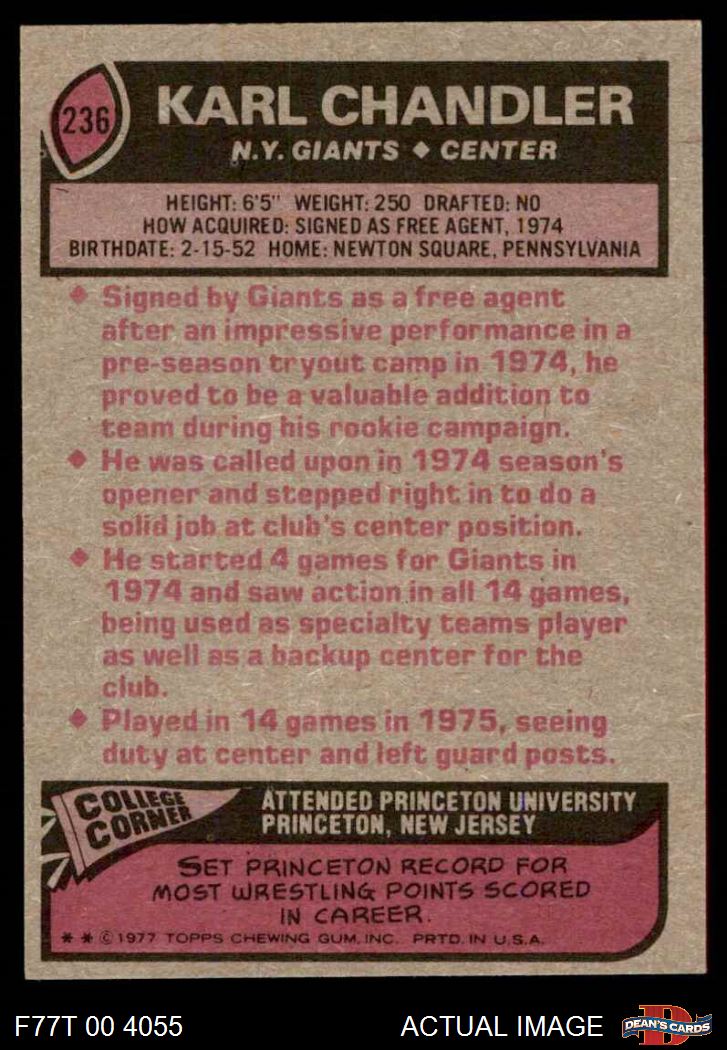 236
KARL CHANDLER
N.Y. GIANTS ♦ CENTER
HEIGHT: 6'5" WEIGHT: 250 DRAFTED: NO
HOW ACQUIRED: SIGNED AS FREE AGENT, 1974
BIRTHDATE: 2-15-52 HOME: NEWTON SQUARE, PENNSYLVANIA
♦ Signed by Giants as a free agent
after an impressive performance in a
pre-season tryout camp in 1974, he
proved to be a valuable addition to
team during his rookie campaign.
♦ He was called upon in 1974 season's
opener and stepped right in to do a
solid job at club's center position.
♦ He started 4 games for Giants in
1974 and saw action in all 14 games,
being used as specialty teams player
as well as a backup center for the
club.
♦ Played in 14 games in 1975, seeing
duty at center and left guard posts.
COLLEGE
CORNER
ATTENDED PRINCETON UNIVERSITY
PRINCETON, NEW JERSEY
SET PRINCETON RECORD FOR
MOST WRESTLING POINTS SCORED
IN CAREER.
* * © 1977 TOPPS CHEWING GUM, INC. PRTD. IN U.S.A.
F77T 00 4055
ACTUAL IMAGE
D
DEAN'S CARDS